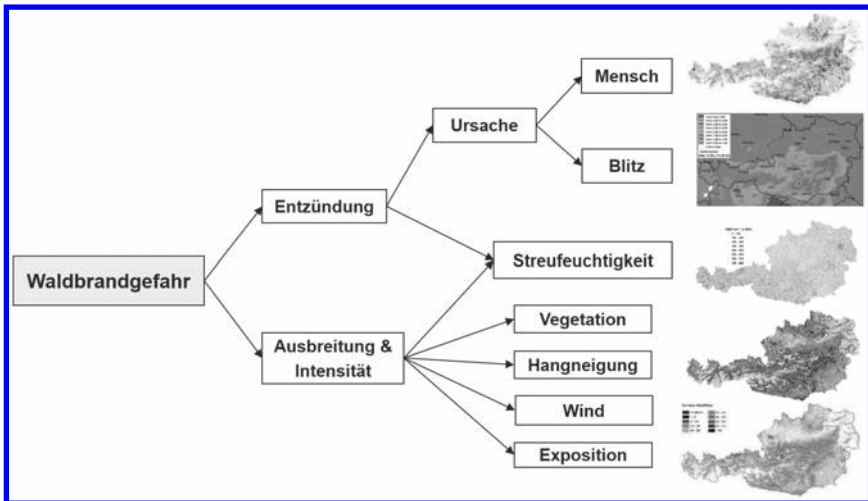 Mensch
Ursache
Blitz
Entzündung
Streufeuchtigkeit
Waldbrandgefahr
Vegetation
Ausbreitung &
Intensität
Hangneigung
Wind
Exposition